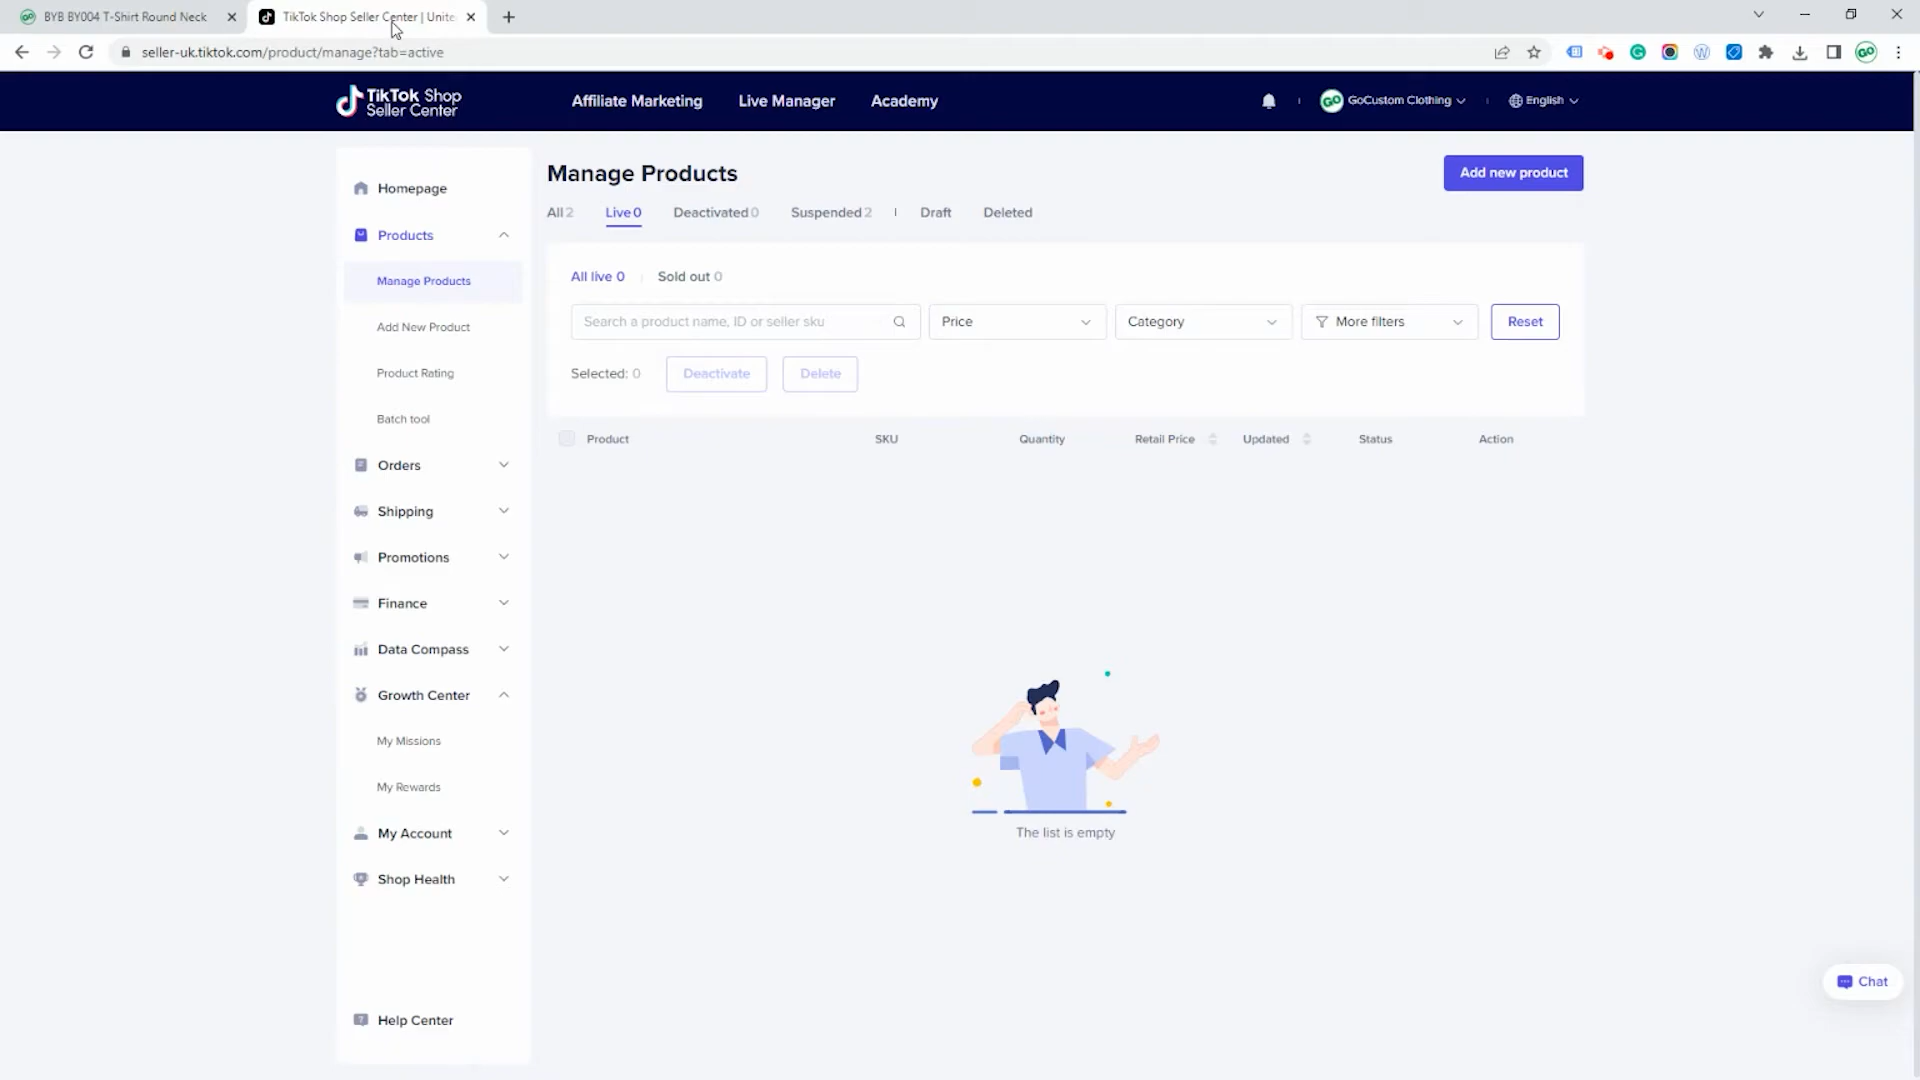 BYB BY004 T-Shirt Round Neck
TikTok Shop Seller Center | Unite
seller-uk.tiktok.com/product/manage?tab=active
TikTok Shop
Seller Center
Affiliate Marketing
Live Manager
Academy
GO
GoCustom Clothing
English
Homepage
Products
Manage Products
Add New Product
Product Rating
Batch tool
Orders
Shipping
Promotions
Finance
Data Compass
Growth Center
My Missions
My Rewards
My Account
Shop Health
Help Center
Manage Products
Add new product
All 2
Live 0
Deactivated 0
Suspended 2
Draft
Deleted
All live 0
Sold out 0
Search a product name, ID or seller sku
Price
Category
More filters
Reset
Selected: 0
Deactivate
Delete
Product
SKU
Quantity
Retail Price
Updated
Status
Action
The list is empty
Chat